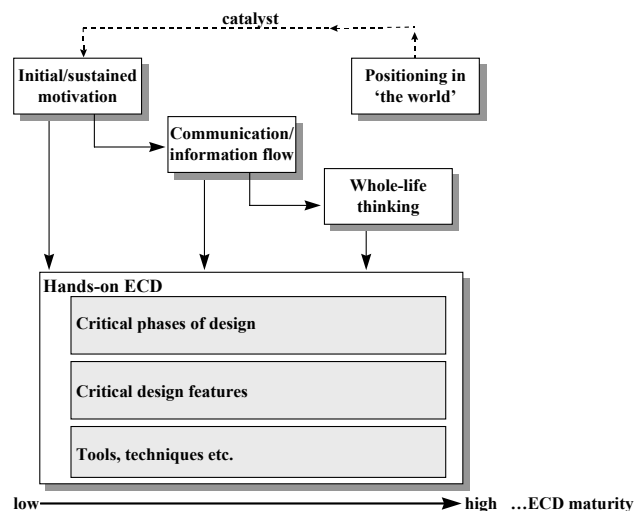 catalyst
Initial/sustained
motivation
Positioning in
‘the world’
Communication/
information flow
Whole-life
thinking
Hands-on ECD
Critical phases of design
Critical design features
Tools, techniques etc.
low
high
…ECD maturity